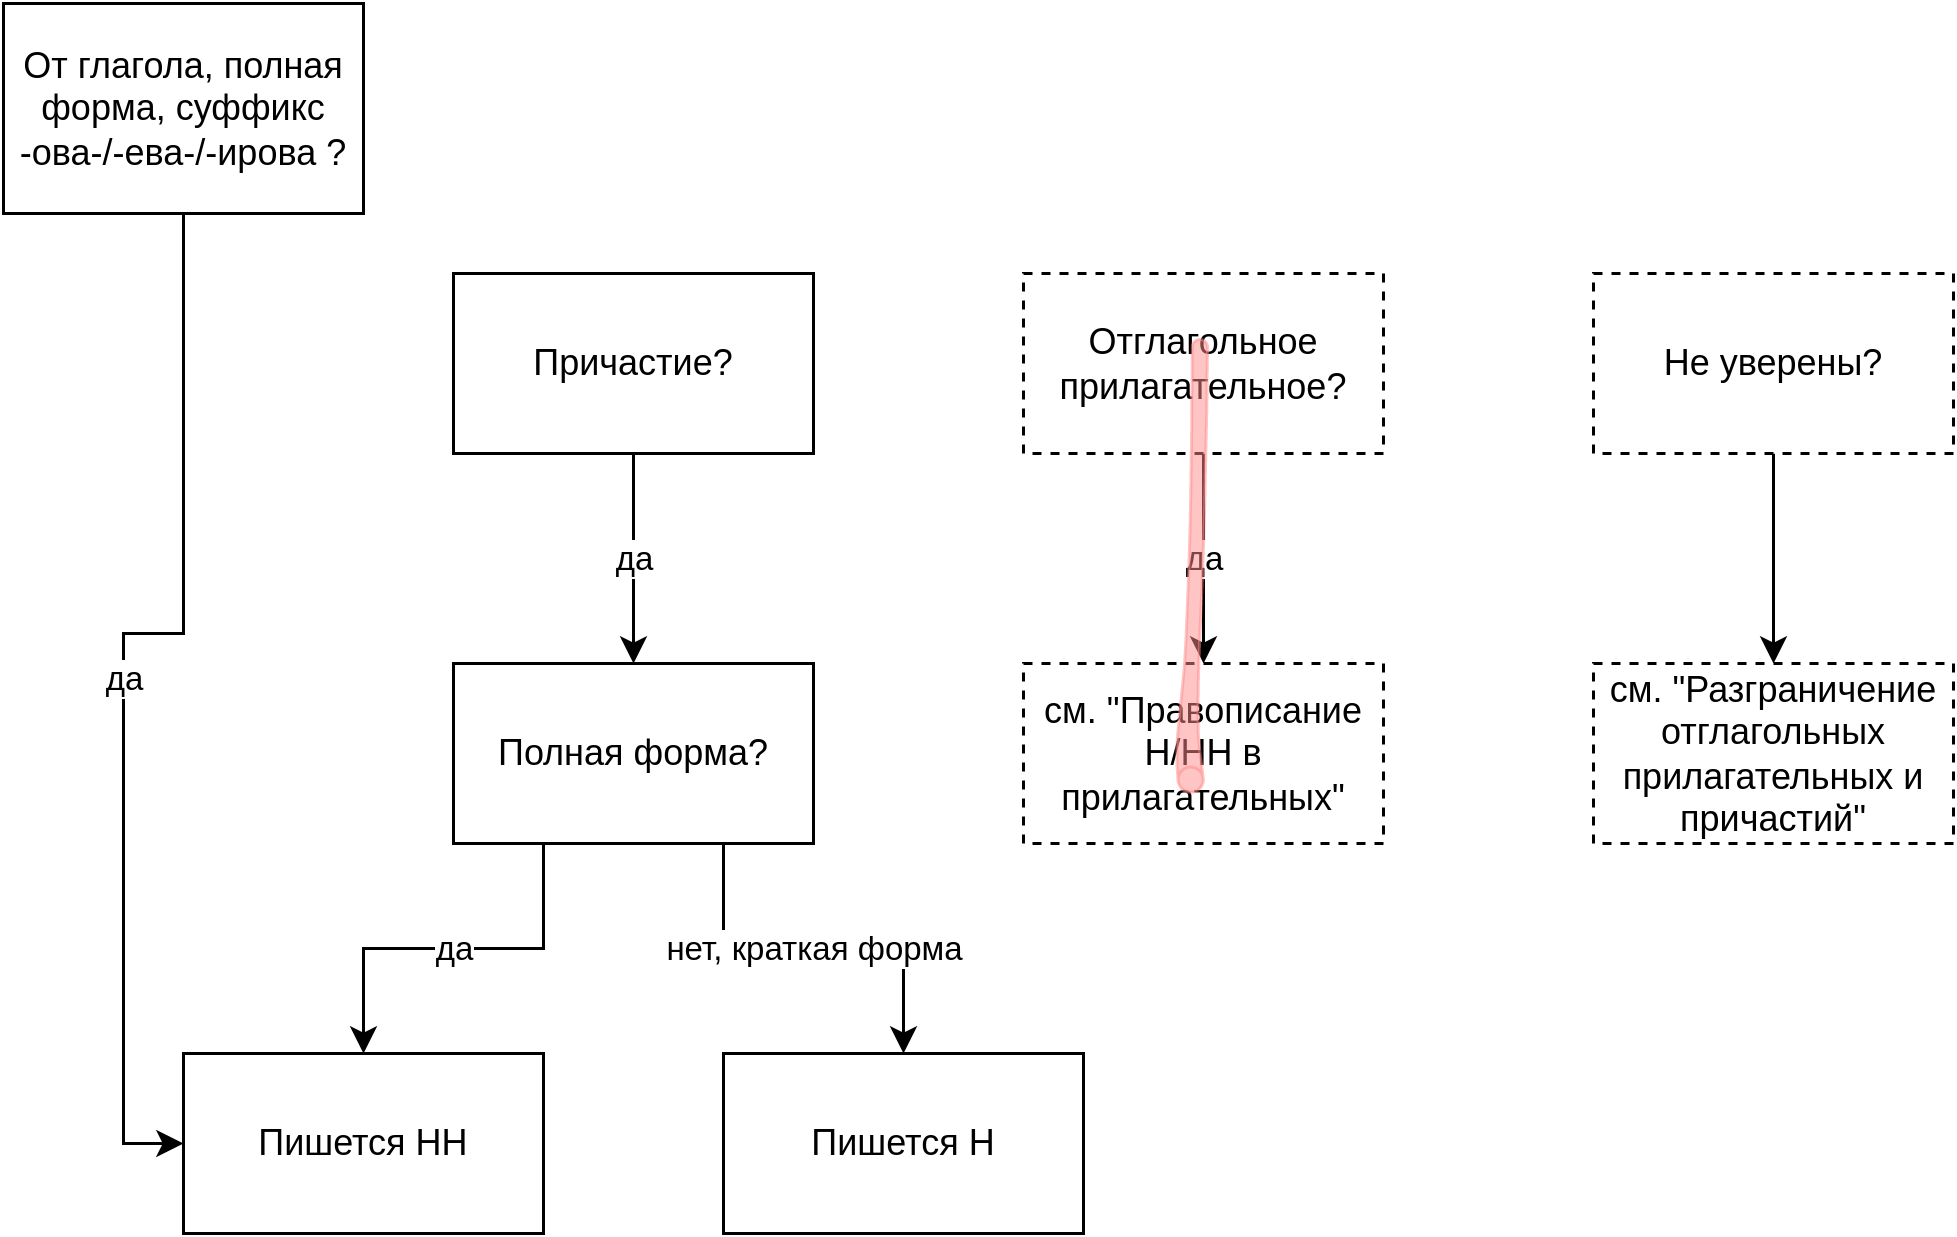 От глагола, полная
форма, суффикс
-ова-/-ева-/-ирова ?
Причастие?
Отглагольное
прилагательное?
Не уверены?
да
да
да
Полная форма?
см. "Правописание
Н/НН в
прилагательных"
см. "Разграничение
отглагольных
прилагательных и
причастий"
да
нет, краткая форма
Пишется НН
Пишется Н